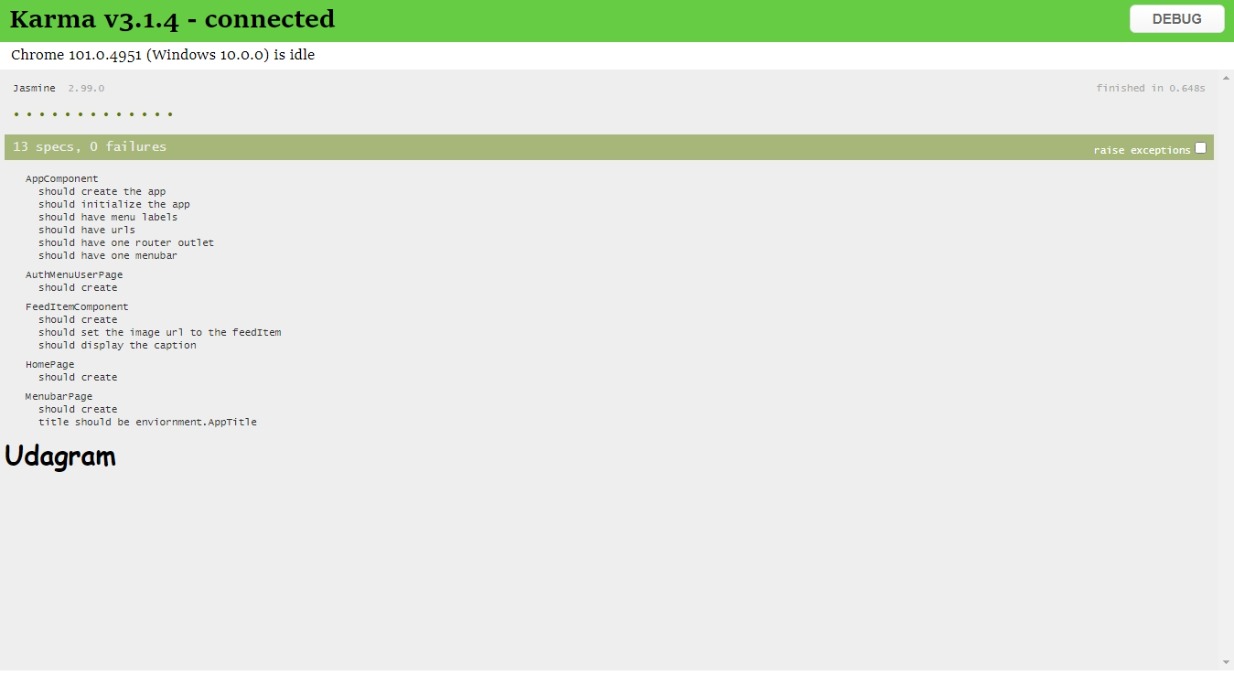 Karma v3.1.4 - connected
DEBUG
Chrome 101.0.4951 (Windows 10.0.0) is idle
Jasmine 2.99.0
finished in 0.648s
• • • • • • • • • • • • •
13 specs, 0 failures
raise exceptions
AppComponent
should create the app
should initialize the app
should have menu labels
should have urls
should have one router outlet
should have one menubar
AuthMenuUserPage
should create
FeedItemComponent
should create
should set the image url to the feedItem
should display the caption
HomePage
should create
MenubarPage
should create
title should be enviornment.AppTitle
Udagram